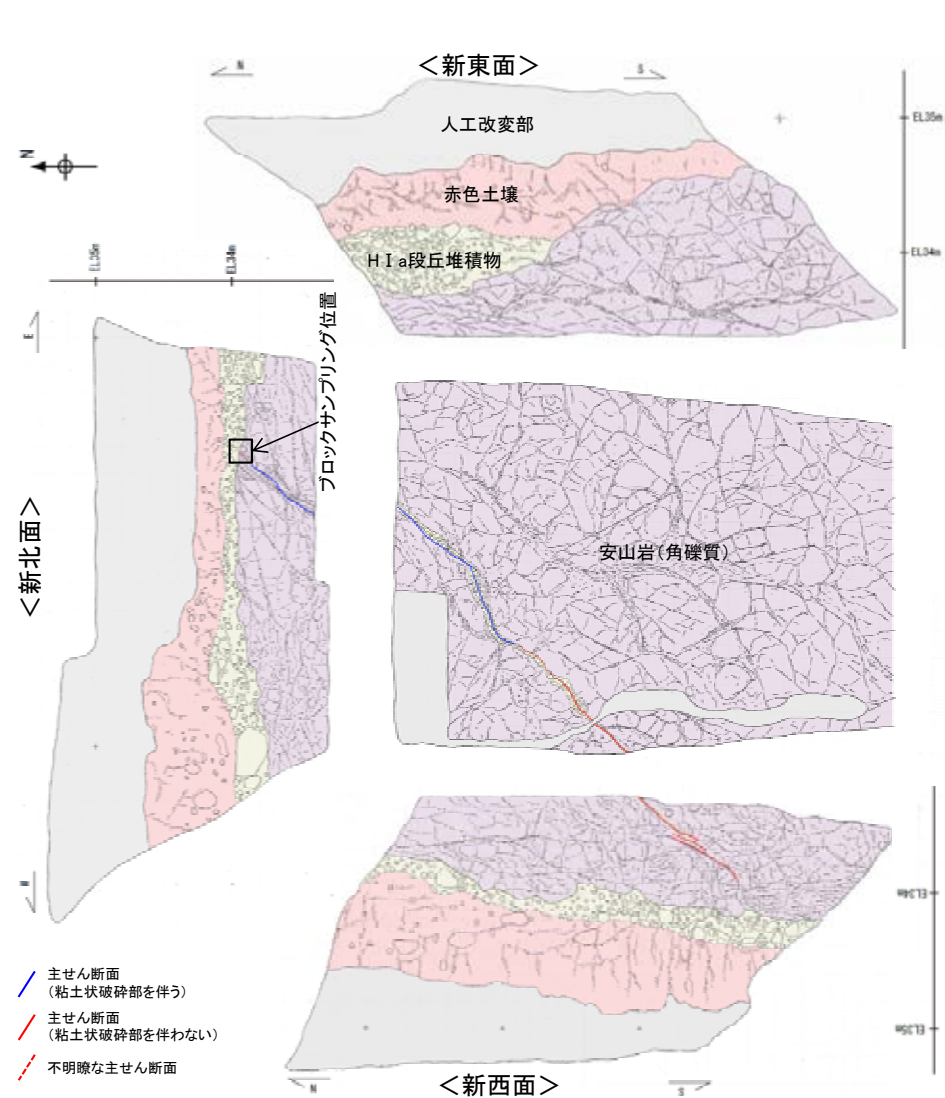 ＜新東面＞
N
S
人工改変部
EL35m
N
赤色土壌
EL35m
EL34m
EL34m
ＨⅠa段丘堆積物
E
ブロックサンプリング位置
＜新北面＞
安山岩（角礫質）
W
EL34m
主せん断面
（粘土状破砕部を伴う）
主せん断面
（粘土状破砕部を伴わない）
EL35m
不明瞭な主せん断面
N
＜新西面＞
S